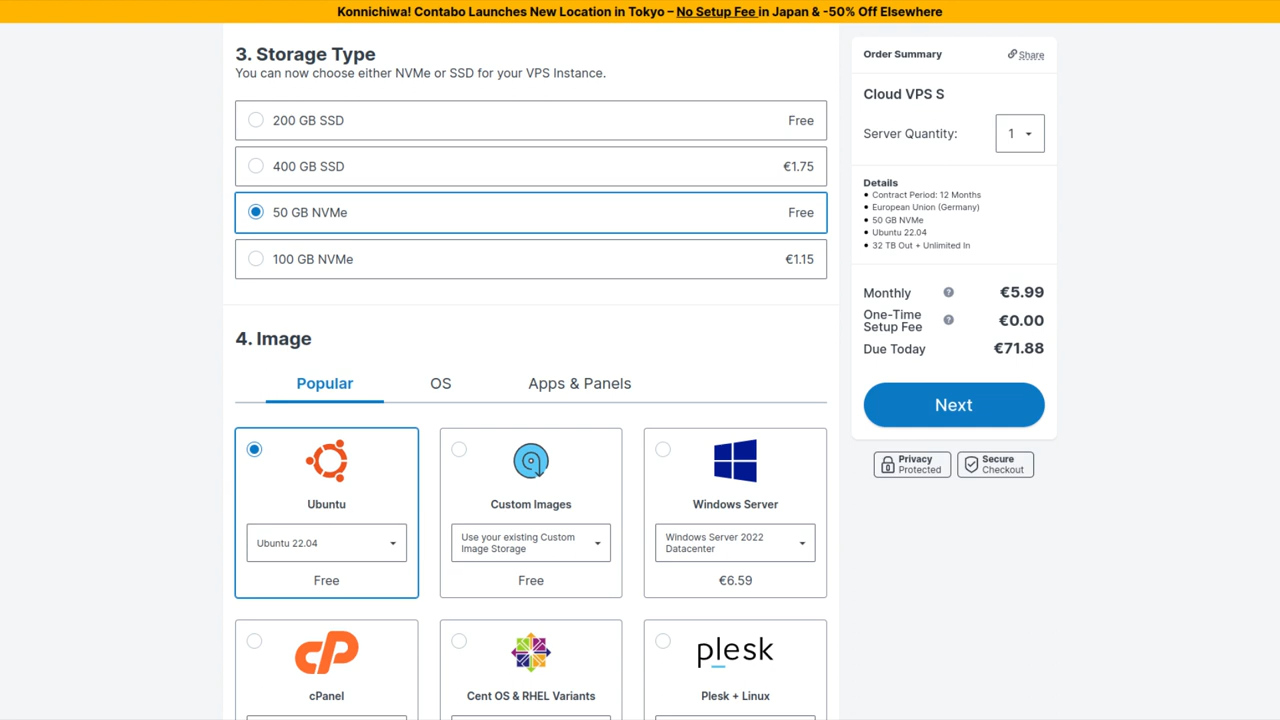 Konnichiwa! Contabo Launches New Location in Tokyo – No Setup Fee in Japan & -50% Off Elsewhere
3. Storage Type
You can now choose either NVMe or SSD for your VPS Instance.
200 GB SSD Free
400 GB SSD €1.75
50 GB NVMe Free
100 GB NVMe €1.15
4. Image
Popular OS Apps & Panels
Ubuntu
Ubuntu 22.04
Free
Custom Images
Use your existing Custom
Image Storage
Free
Windows Server
Windows Server 2022
Datacenter
€6.59
cP
cPanel
Cent OS & RHEL Variants
plesk
Plesk + Linux
Order Summary Share
Cloud VPS S
Server Quantity: 1
Details
Contract Period: 12 Months
European Union (Germany)
50 GB NVMe
Ubuntu 22.04
32 TB Out + Unlimited In
Monthly ? €5.99
One-Time
Setup Fee ? €0.00
Due Today €71.88
Next
Privacy
Protected
Secure
Checkout